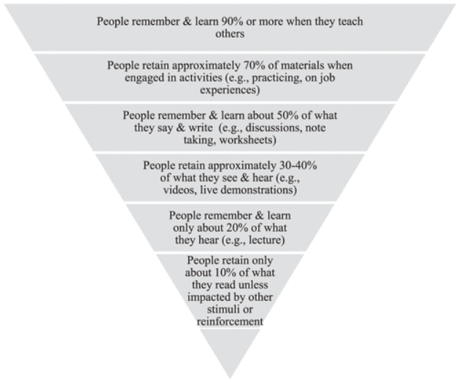 People remember & learn 90% or more when they teach
others
People retain approximately 70% of materials when
engaged in activities (e.g., practicing, on job
experiences)
People remember & learn about 50% of what
they say & write (e.g., discussions, note
taking, worksheets)
People retain approximately 30-40%
of what they see & hear (e.g.,
videos, live demonstrations)
People remember & learn
only about 20% of what
they hear (e.g., lecture)
People retain only
about 10% of what
they read unless
impacted by other
stimuli or
reinforcement